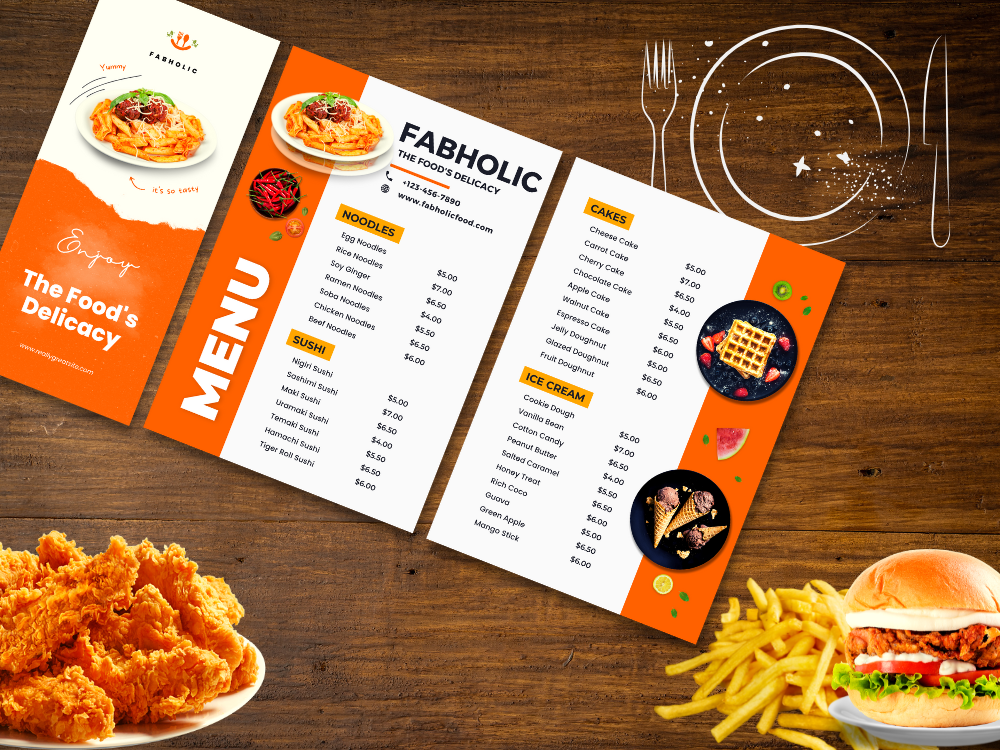 FABHOLIC
Yummy
it's so tasty
Enjoy
The Food's
Delicacy
www.reallygreatsite.com
MENU
FABHOLIC
THE FOOD'S DELICACY
+123-456-7890
www.fabholicfood.com
NOODLES
Egg Noodles $5.00
Rice Noodles $7.00
Soy Ginger $6.50
Ramen Noodles $4.00
Soba Noodles $5.50
Chicken Noodles $6.50
Beef Noodles $6.00
SUSHI
Nigiri Sushi $5.00
Sashimi Sushi $7.00
Maki Sushi $6.50
Uramaki Sushi $4.00
Temaki Sushi $5.50
Hamachi Sushi $6.50
Tiger Roll Sushi $6.00
CAKES
Cheese Cake $5.00
Carrot Cake $7.00
Cherry Cake $6.50
Chocolate Cake $4.00
Apple Cake $5.50
Walnut Cake $6.50
Espresso Cake $6.00
Jelly Doughnut $5.00
Glazed Doughnut $6.50
Fruit Doughnut $6.00
ICE CREAM
Cookie Dough $5.00
Vanilla Bean $7.00
Cotton Candy $6.50
Peanut Butter $4.00
Salted Caramel $5.50
Honey Treat $6.50
Rich Coco $6.00
Guava $5.00
Green Apple $6.50
Mango Stick $6.00